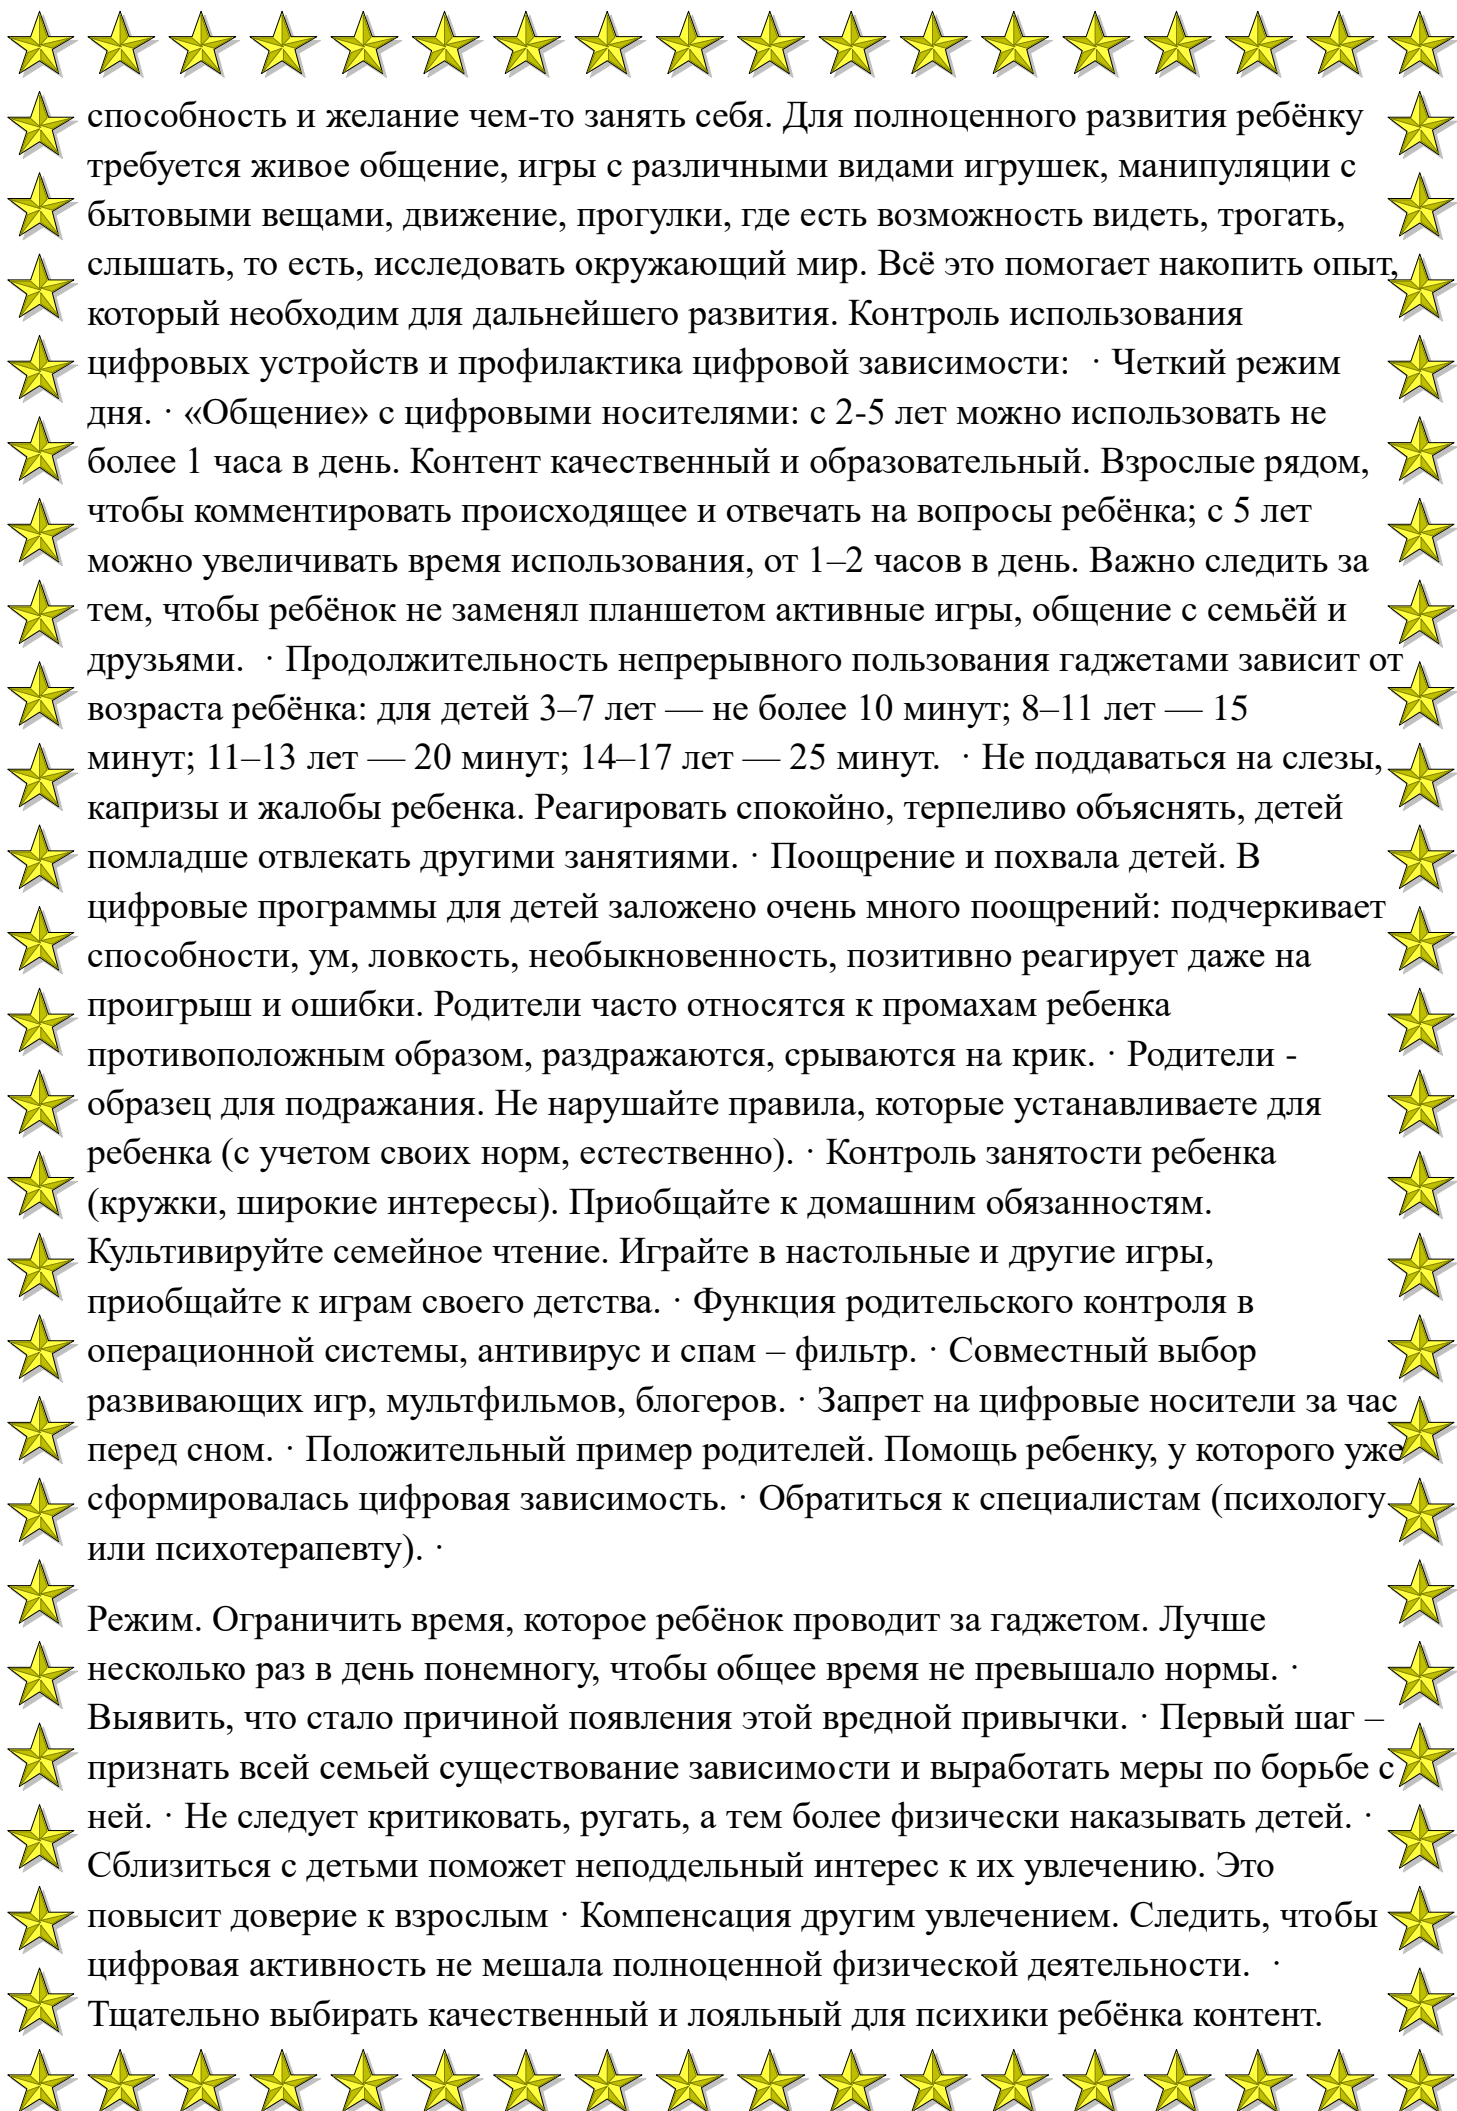 способность и желание чем-то занять себя. Для полноценного развития ребёнку
требуется живое общение, игры с различными видами игрушек, манипуляции с
бытовыми вещами, движение, прогулки, где есть возможность видеть, трогать,
слышать, то есть, исследовать окружающий мир. Всё это помогает накопить опыт,
который необходим для дальнейшего развития. Контроль использования
цифровых устройств и профилактика цифровой зависимости: · Четкий режим
дня. · «Общение» с цифровыми носителями: с 2-5 лет можно использовать не
более 1 часа в день. Контент качественный и образовательный. Взрослые рядом,
чтобы комментировать происходящее и отвечать на вопросы ребёнка; с 5 лет
можно увеличивать время использования, от 1–2 часов в день. Важно следить за
тем, чтобы ребёнок не заменял планшетом активные игры, общение с семьёй и
друзьями. · Продолжительность непрерывного пользования гаджетами зависит от
возраста ребёнка: для детей 3–7 лет — не более 10 минут; 8–11 лет — 15
минут; 11–13 лет — 20 минут; 14–17 лет — 25 минут. · Не поддаваться на слезы,
капризы и жалобы ребенка. Реагировать спокойно, терпеливо объяснять, детей
помладше отвлекать другими занятиями. · Поощрение и похвала детей. В
цифровые программы для детей заложено очень много поощрений: подчеркивает
способности, ум, ловкость, необыкновенность, позитивно реагирует даже на
проигрыш и ошибки. Родители часто относятся к промахам ребенка
противоположным образом, раздражаются, срываются на крик. · Родители -
образец для подражания. Не нарушайте правила, которые устанавливаете для
ребенка (с учетом своих норм, естественно). · Контроль занятости ребенка
(кружки, широкие интересы). Приобщайте к домашним обязанностям.
Культивируйте семейное чтение. Играйте в настольные и другие игры,
приобщайте к играм своего детства. · Функция родительского контроля в
операционной системы, антивирус и спам – фильтр. · Совместный выбор
развивающих игр, мультфильмов, блогеров. · Запрет на цифровые носители за час
перед сном. · Положительный пример родителей. Помощь ребенку, у которого уже
сформировалась цифровая зависимость. · Обратиться к специалистам (психологу
или психотерапевту). ·
Режим. Ограничить время, которое ребёнок проводит за гаджетом. Лучше
несколько раз в день понемногу, чтобы общее время не превышало нормы. ·
Выявить, что стало причиной появления этой вредной привычки. · Первый шаг –
признать всей семьей существование зависимости и выработать меры по борьбе с
ней. · Не следует критиковать, ругать, а тем более физически наказывать детей. ·
Сблизиться с детьми поможет неподдельный интерес к их увлечению. Это
повысит доверие к взрослым · Компенсация другим увлечением. Следить, чтобы
цифровая активность не мешала полноценной физической деятельности. ·
Тщательно выбирать качественный и лояльный для психики ребёнка контент.